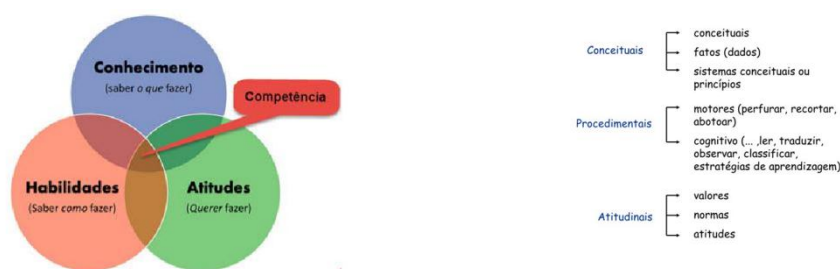 Conhecimento
(saber o que fazer)
Competência
Habilidades
(Saber como fazer)
Atitudes
(Querer fazer)
Conceituais
conceituais
fatos (dados)
sistemas conceituais ou
princípios
Procedimentais
motores (perfurar, recortar,
abotoar)
cognitivo (... ,ler, traduzir,
observar, classificar,
estratégias de aprendizagem)
Atitudinais
valores
normas
atitudes